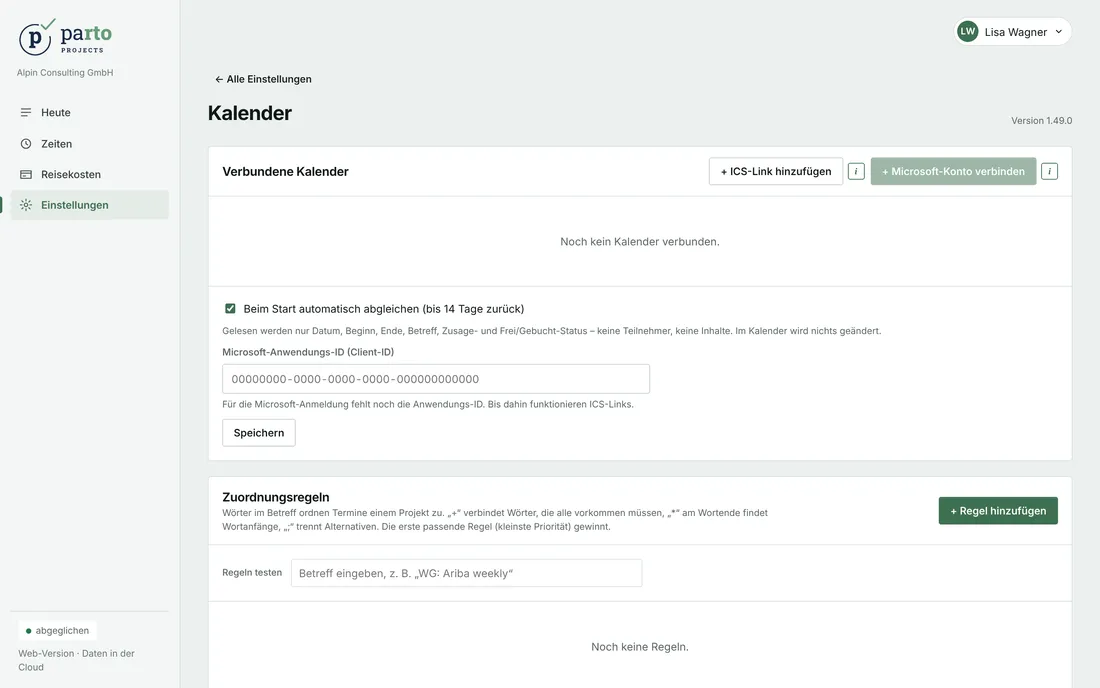 p parto
PROJECTS
Alpin Consulting GmbH
Heute
Zeiten
Reisekosten
Einstellungen
abgeglichen
Web-Version · Daten in der
Cloud
LW Lisa Wagner
← Alle Einstellungen
Kalender
Version 1.49.0
Verbundene Kalender
+ ICS-Link hinzufügen
i
+ Microsoft-Konto verbinden
i
Noch kein Kalender verbunden.
Beim Start automatisch abgleichen (bis 14 Tage zurück)
Gelesen werden nur Datum, Beginn, Ende, Betreff, Zusage- und Frei/Gebucht-Status – keine Teilnehmer, keine Inhalte. Im Kalender wird nichts geändert.
Microsoft-Anwendungs-ID (Client-ID)
00000000-0000-0000-0000-000000000000
Für die Microsoft-Anmeldung fehlt noch die Anwendungs-ID. Bis dahin funktionieren ICS-Links.
Speichern
Zuordnungsregeln
Wörter im Betreff ordnen Termine einem Projekt zu. „+“ verbindet Wörter, die alle vorkommen müssen, „*“ am Wortende findet
Wortanfänge, „;“ trennt Alternativen. Die erste passende Regel (kleinste Priorität) gewinnt.
+ Regel hinzufügen
Regeln testen
Betreff eingeben, z. B. „WG: Ariba weekly“
Noch keine Regeln.